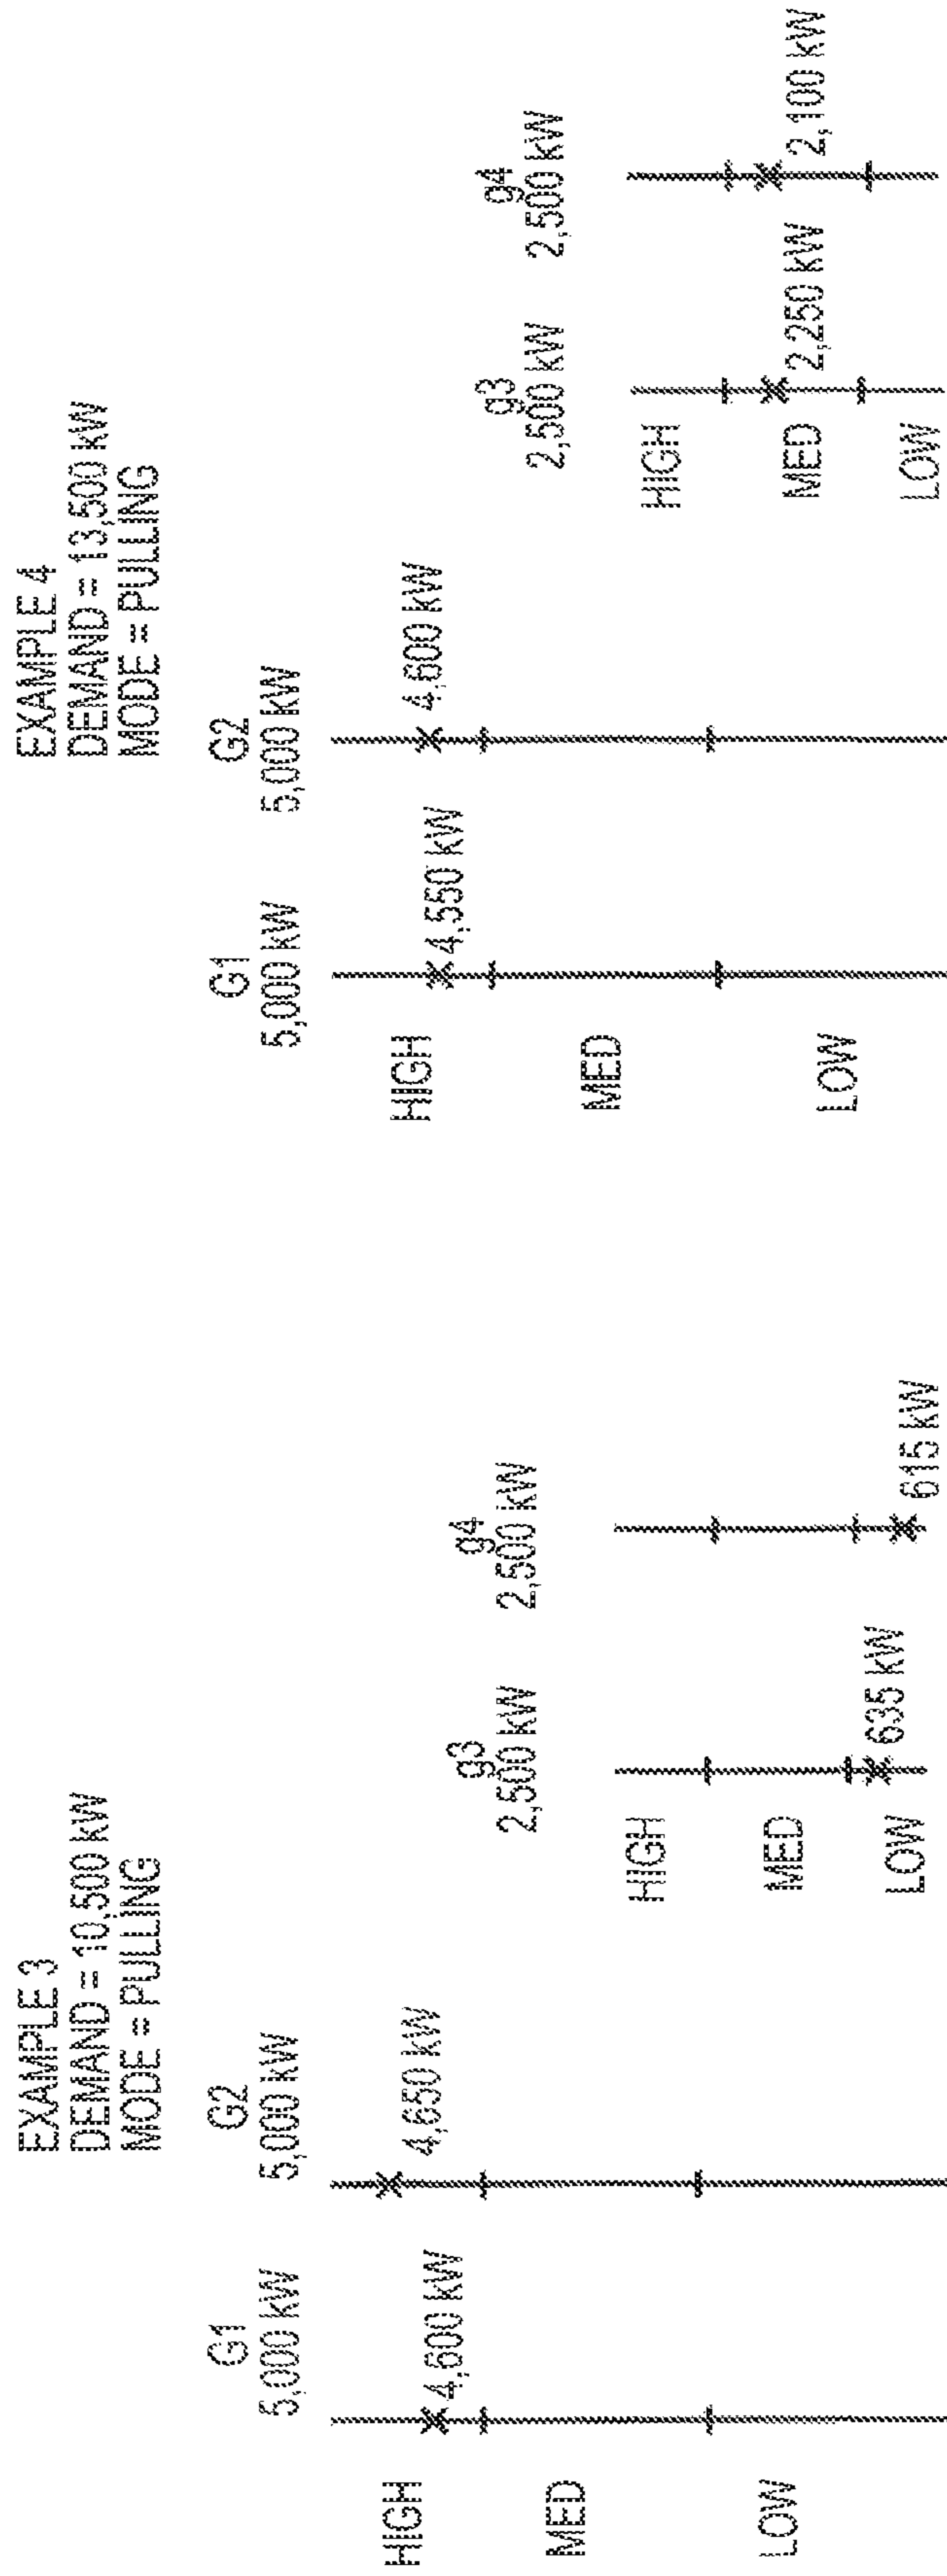 EXAMPLE 3
DEMAND = 10,500 kW
MODE = PULLING
G1
5,000 kW
G2
5,000 kW
HIGH
MED
LOW
4,600 kW
4,650 kW
g3
2,500 kW
g4
2,500 kW
HIGH
MED
LOW
635 kW
615 kW
EXAMPLE 4
DEMAND = 13,500 kW
MODE = PULLING
G1
5,000 kW
G2
5,000 kW
HIGH
MED
LOW
4,550 kW
4,600 kW
g3
2,500 kW
g4
2,500 kW
HIGH
MED
LOW
2,250 kW
2,100 kW